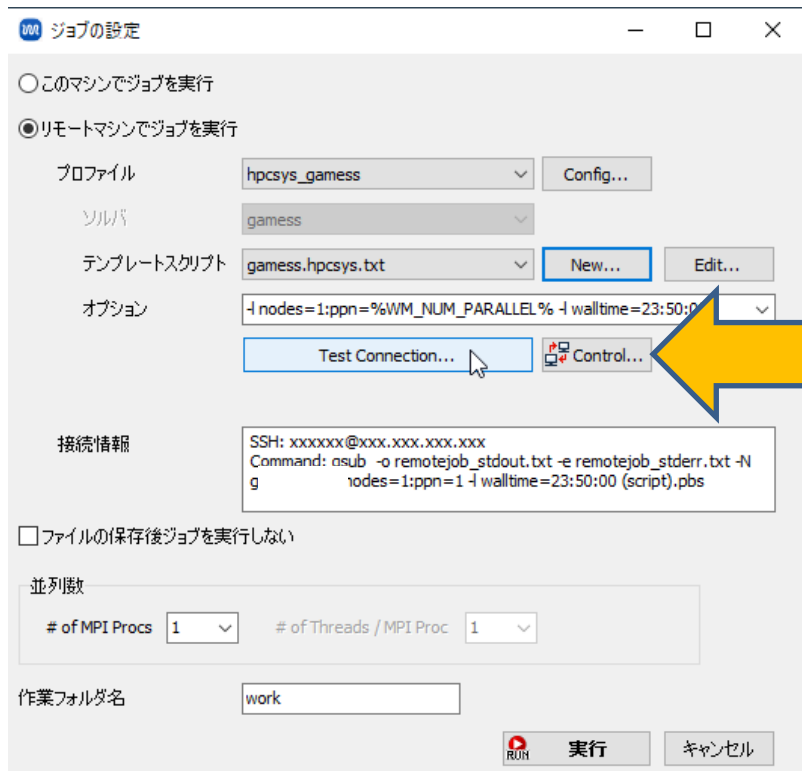 ジョブの設定
このマシンでジョブを実行
リモートマシンでジョブを実行
プロファイル hpcsys_gamess Config...
ソルバ gamess
テンプレートスクリプト gamess.hpcsys.txt New... Edit...
オプション -l nodes=1:ppn=%WM_NUM_PARALLEL% -l walltime=23:50:
Test Connection... Control...
接続情報 SSH: xxxxxx@xxx.xxx.xxx.xxx
Command: qsub -o remotejob_stdout.txt -e remotejob_stderr.txt -N
g nodes=1:ppn=1 -l walltime=23:50:00 (script).pbs
ファイルの保存後ジョブを実行しない
並列数
# of MPI Procs 1 # of Threads / MPI Proc 1
作業フォルダ名 work
RUN 実行 キャンセル